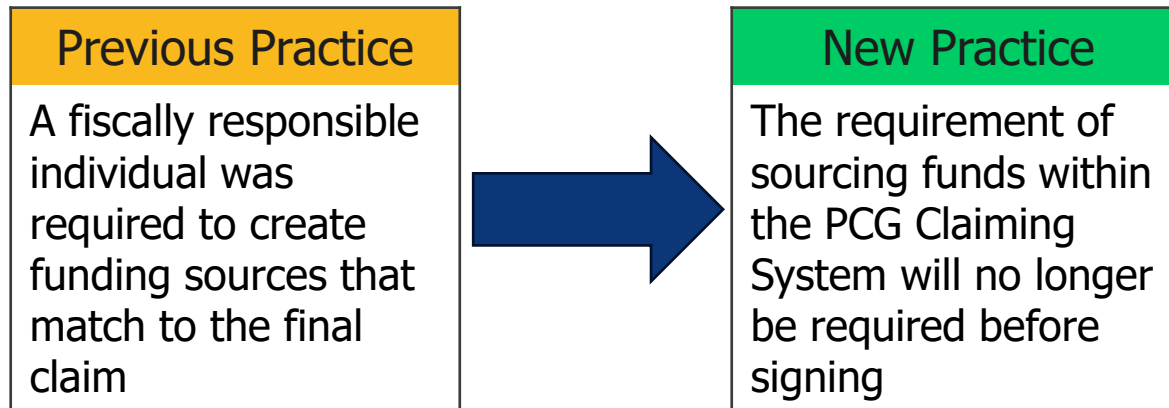 Previous Practice
A fiscally responsible
individual was
required to create
funding sources that
match to the final
claim
New Practice
The requirement of
sourcing funds within
the PCG Claiming
System will no longer
be required before
signing